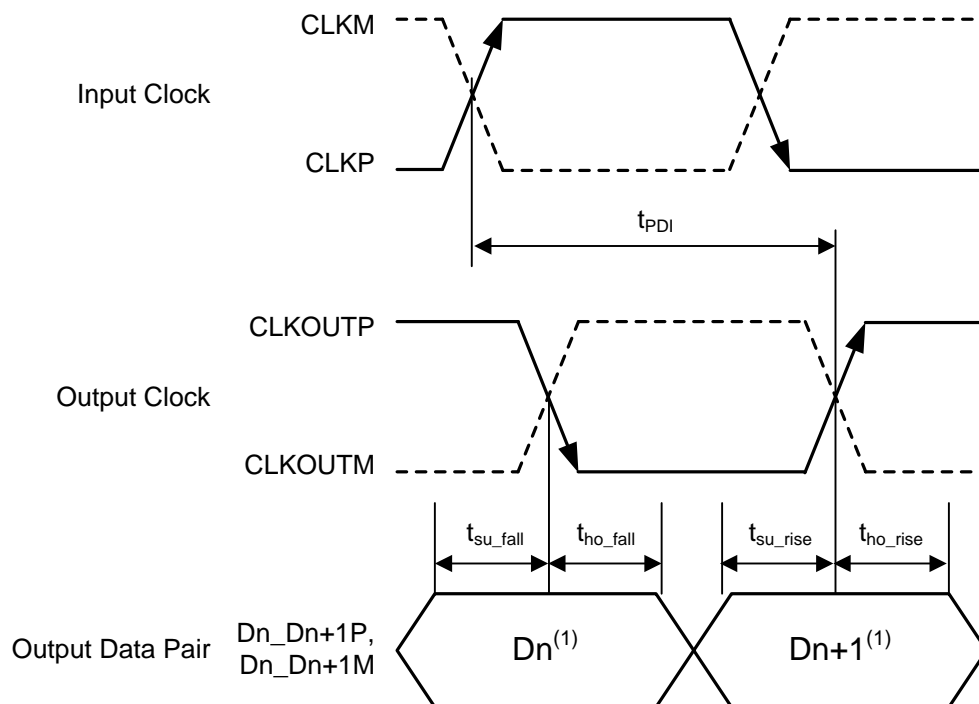 CLKM
Input Clock
CLKP
tPDI
CLKOUTP
Output Clock
CLKOUTM
tsu_fall
tho_fall
tsu_rise
tho_rise
Output Data Pair
Dn_Dn+1P,
Dn_Dn+1M
Dn(1)
Dn+1(1)